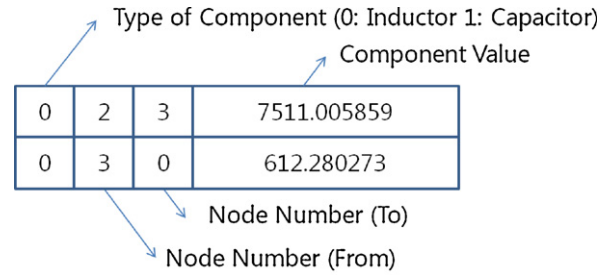 Type of Component (0: Inductor 1: Capacitor)
Component Value
0 2 3 7511.005859
0 3 0 612.280273
Node Number (To)
Node Number (From)